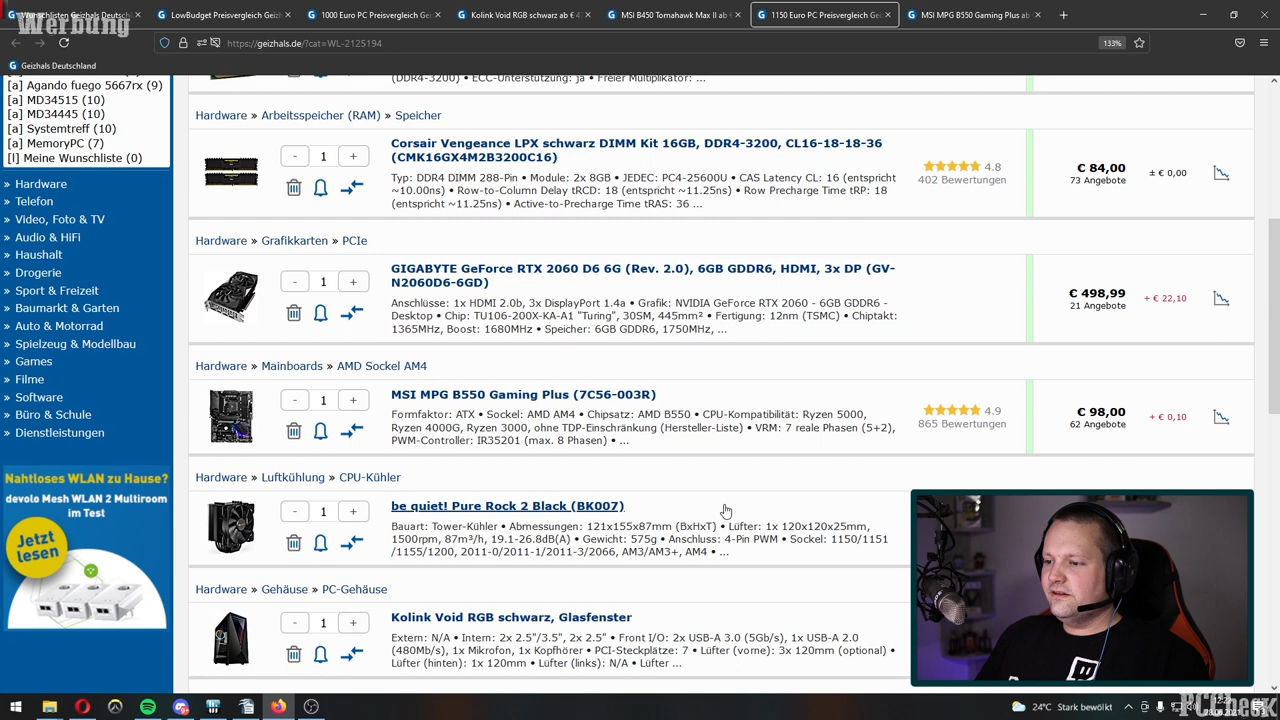 Werbung
Wunschlisten Geizhals Deutschl
LowBudget Preisvergleich Geizh
1000 Euro PC Preisvergleich Ge
Kolink Void RGB schwarz ab € 4
MSI B450 Tomahawk Max II ab €
1150 Euro PC Preisvergleich Ge
MSI MPG B550 Gaming Plus ab
https://geizhals.de/?cat=WL-2125194
133%
Geizhals Deutschland
[a] Agando fuego 5667rx (9)
[a] MD34515 (10)
[a] MD34445 (10)
[a] Systemtreff (10)
[a] MemoryPC (7)
[!] Meine Wunschliste (0)
» Hardware
» Telefon
» Video, Foto & TV
» Audio & HiFi
» Haushalt
» Drogerie
» Sport & Freizeit
» Baumarkt & Garten
» Auto & Motorrad
» Spielzeug & Modellbau
» Games
» Filme
» Software
» Büro & Schule
» Dienstleistungen
Nahtloses WLAN zu Hause?
devolo Mesh WLAN 2 Multiroom
im Test
Jetzt
lesen
(DDR4-3200) • ECC-Unterstützung: ja • Freier Multiplikator: ...
Hardware » Arbeitsspeicher (RAM) » Speicher
- 1 +
Corsair Vengeance LPX schwarz DIMM Kit 16GB, DDR4-3200, CL16-18-18-36
(CMK16GX4M2B3200C16)
Typ: DDR4 DIMM 288-Pin • Module: 2x 8GB • JEDEC: PC4-25600U • CAS Latency CL: 16 (entspricht
~10.00ns) • Row-to-Column Delay tRCD: 18 (entspricht ~11.25ns) • Row Precharge Time tRP: 18
(entspricht ~11.25ns) • Active-to-Precharge Time tRAS: 36 ...
4.8
402 Bewertungen
€ 84,00
73 Angebote
± € 0,00
Hardware » Grafikkarten » PCIe
- 1 +
GIGABYTE GeForce RTX 2060 D6 6G (Rev. 2.0), 6GB GDDR6, HDMI, 3x DP (GV-
N2060D6-6GD)
Anschlüsse: 1x HDMI 2.0b, 3x DisplayPort 1.4a • Grafik: NVIDIA GeForce RTX 2060 - 6GB GDDR6 -
Desktop • Chip: TU106-200X-KA-A1 "Turing", 30SM, 445mm² • Fertigung: 12nm (TSMC) • Chiptakt:
1365MHz, Boost: 1680MHz • Speicher: 6GB GDDR6, 1750MHz, ...
€ 498,99
21 Angebote
+ € 22,10
Hardware » Mainboards » AMD Sockel AM4
- 1 +
MSI MPG B550 Gaming Plus (7C56-003R)
Formfaktor: ATX • Sockel: AMD AM4 • Chipsatz: AMD B550 • CPU-Kompatibilität: Ryzen 5000,
Ryzen 4000G, Ryzen 3000, ohne TDP-Einschränkung (Hersteller-Liste) • VRM: 7 reale Phasen (5+2),
PWM-Controller: IR35201 (max. 8 Phasen) • ...
4.9
865 Bewertungen
€ 98,00
62 Angebote
+ € 0,10
Hardware » Luftkühlung » CPU-Kühler
- 1 +
be quiet! Pure Rock 2 Black (BK007)
Bauart: Tower-Kühler • Abmessungen: 121x155x87mm (BxHxT) • Lüfter: 1x 120x120x25mm,
1500rpm, 87m³/h, 19.1-26.8dB(A) • Gewicht: 575g • Anschluss: 4-Pin PWM • Sockel: 1150/1151
/1155/1200, 2011-0/2011-1/2011-3/2066, AM3/AM3+, AM4 • ...
Hardware » Gehäuse » PC-Gehäuse
- 1 +
Kolink Void RGB schwarz, Glasfenster
Extern: N/A • Intern: 2x 2.5"/3.5", 2x 2.5" • Front I/O: 2x USB-A 3.0 (5Gb/s), 1x USB-A 2.0
(480Mb/s), 1x Mikrofon, 1x Kopfhörer • PCI-Steckplätze: 7 • Lüfter (vorne): 3x 120mm (optional) •
Lüfter (hinten): 1x 120mm • Lüfter (links): N/A • Lüfter ...
24°C Stark bewölkt
PCCheck